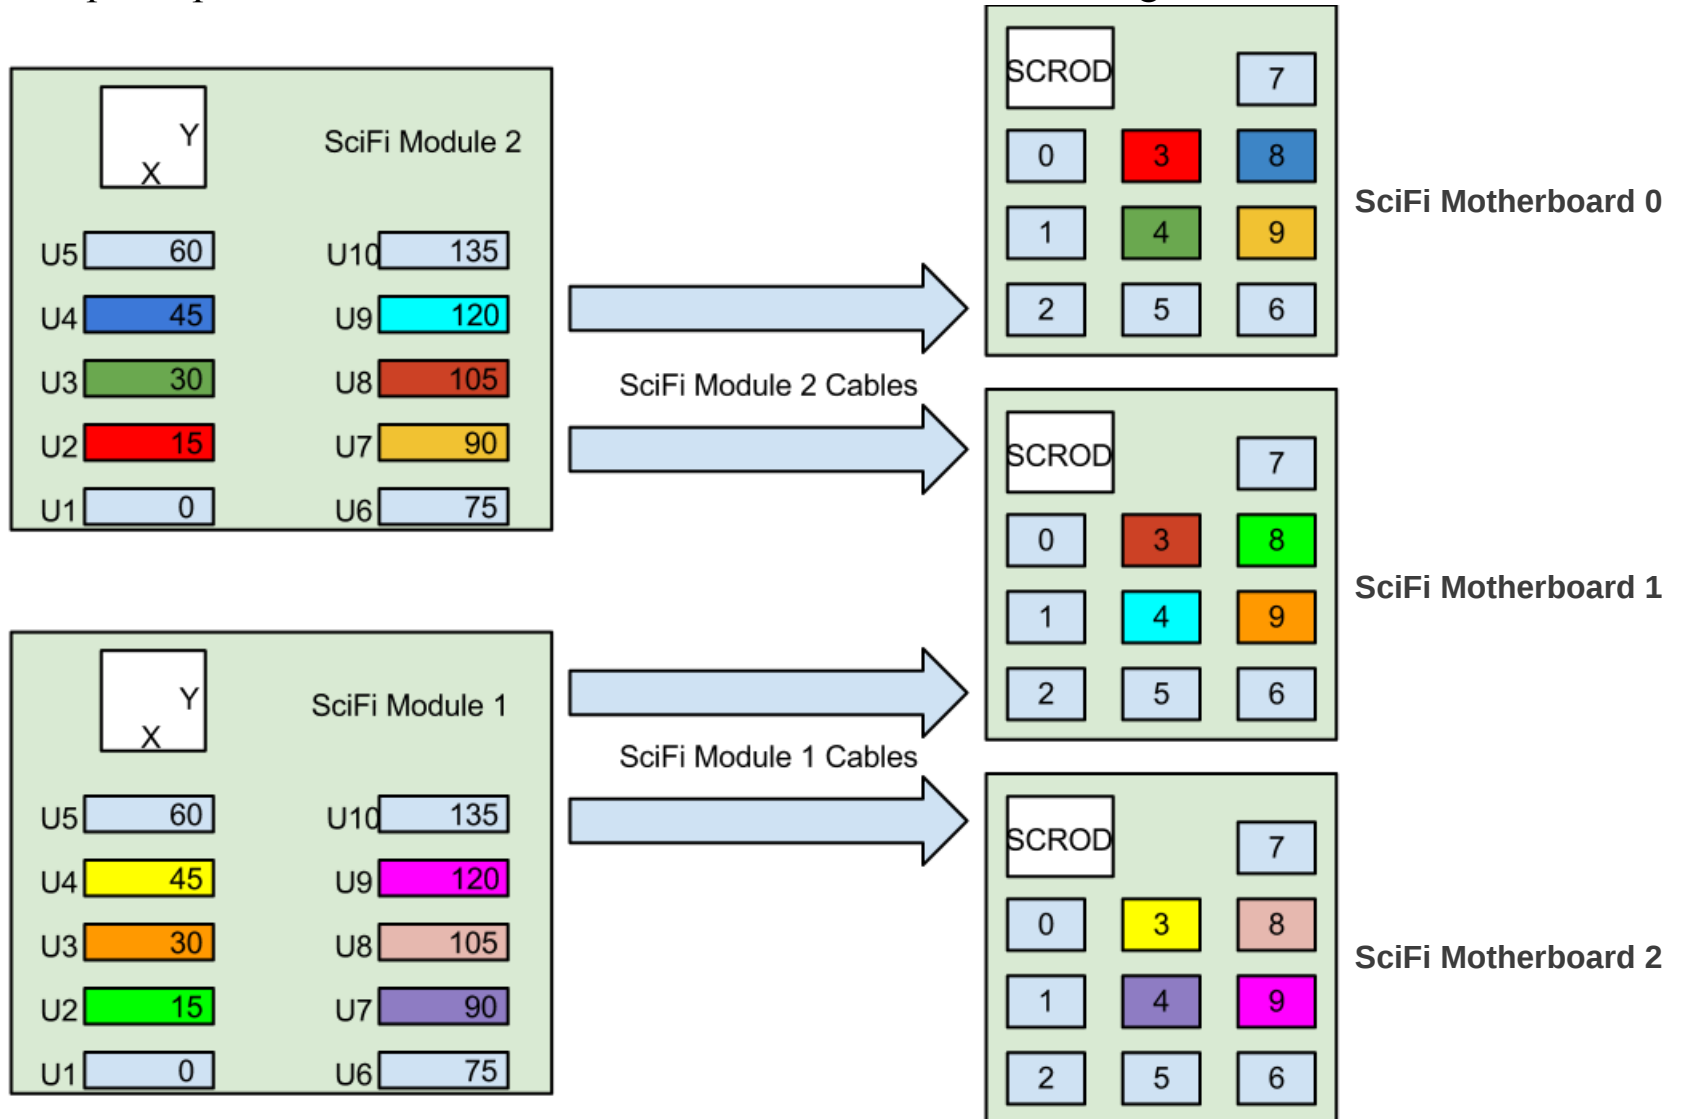 SciFi Module 2
Y
X
U5 60 U10 135
U4 45 U9 120
U3 30 U8 105
U2 15 U7 90
U1 0 U6 75
SciFi Module 2 Cables
SciFi Module 1
Y
X
U5 60 U10 135
U4 45 U9 120
U3 30 U8 105
U2 15 U7 90
U1 0 U6 75
SciFi Module 1 Cables
SCROD 7
0 3 8
1 4 9
2 5 6
SciFi Motherboard 0
SCROD 7
0 3 8
1 4 9
2 5 6
SciFi Motherboard 1
SCROD 7
0 3 8
1 4 9
2 5 6
SciFi Motherboard 2